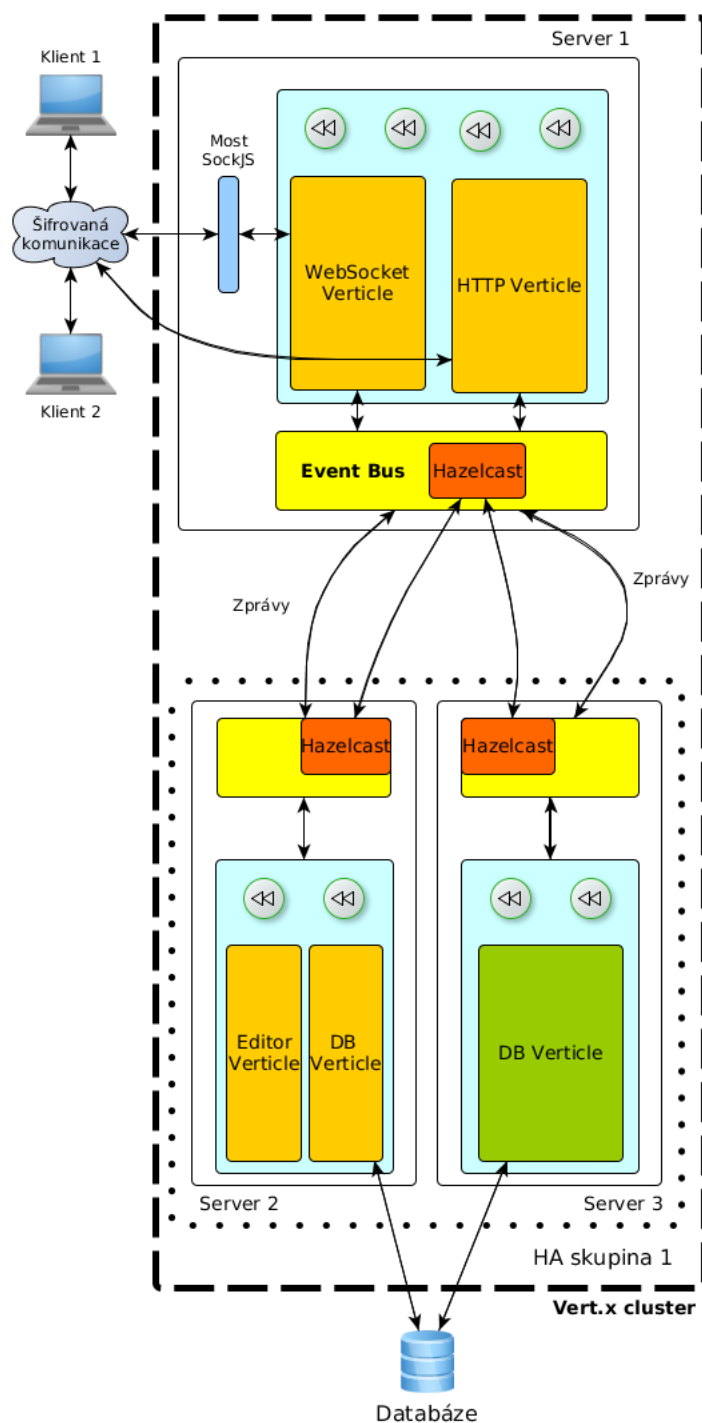 Server 1
Klient 1
Most
SockJS
Šifrovaná
komunikace
WebSocket
Verticle
HTTP Verticle
Klient 2
Event Bus
Hazelcast
Zprávy
Zprávy
Hazelcast
Hazelcast
Editor
Verticle
DB
Verticle
DB Verticle
Server 2
Server 3
HA skupina 1
Vert.x cluster
Databáze